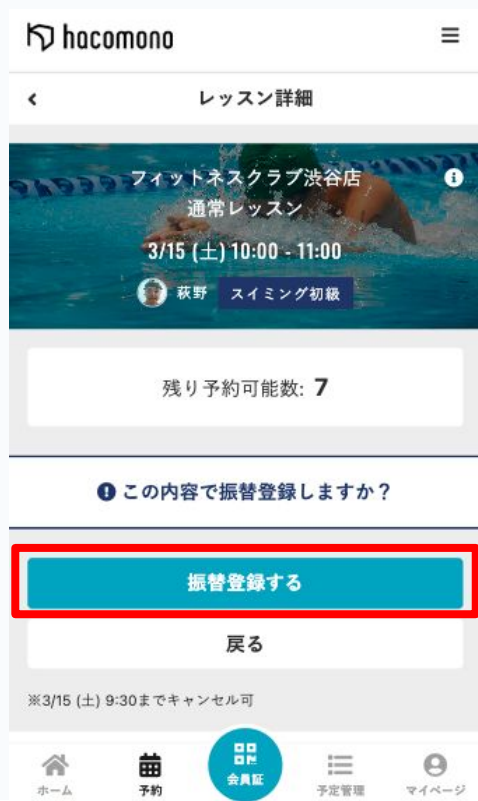 hacomono
レッスン詳細
フィットネスクラブ渋谷店
通常レッスン
3/15 (土) 10:00 - 11:00
萩野 スイミング初級
残り予約可能数: 7
この内容で振替登録しますか？
振替登録する
戻る
※3/15 (土) 9:30までキャンセル可
ホーム 予約 会員証 予定管理 マイページ